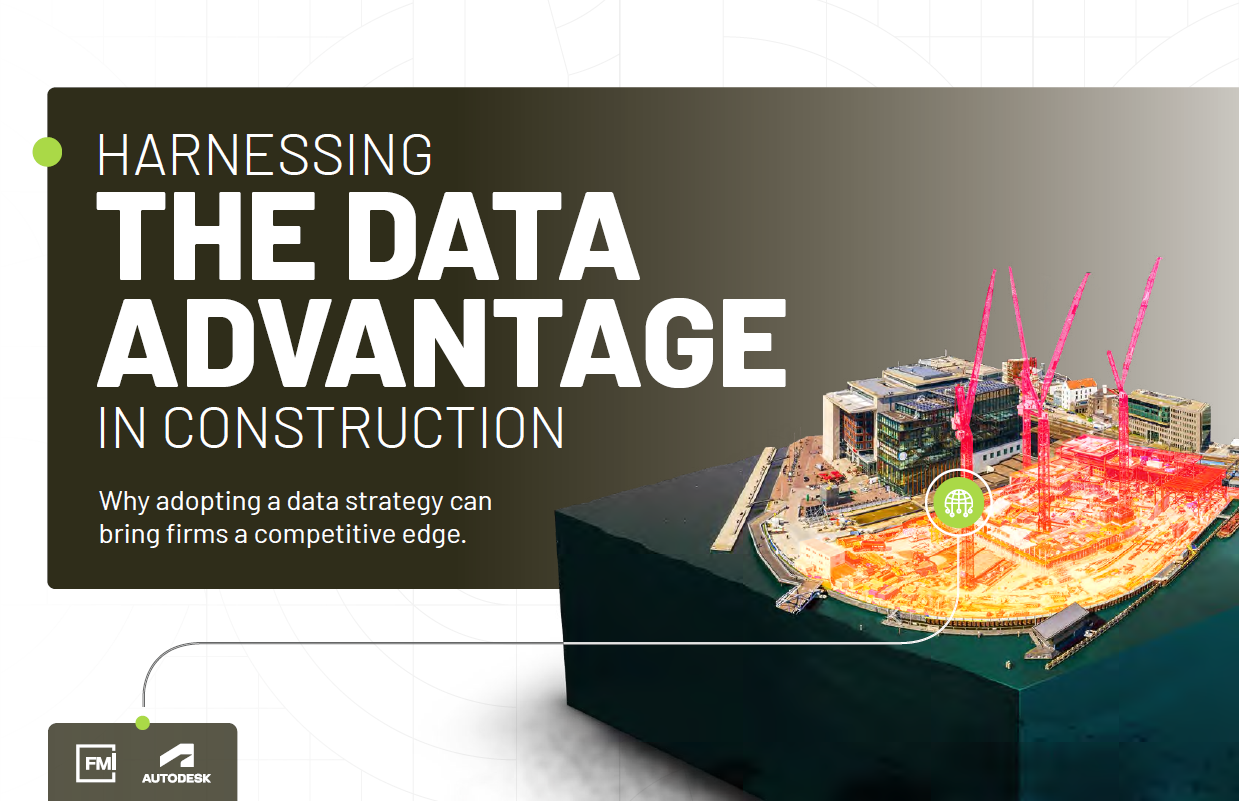 HARNESSING
THE DATA
ADVANTAGE
IN CONSTRUCTION
Why adopting a data strategy can
bring firms a competitive edge.
FMI
AUTODESK